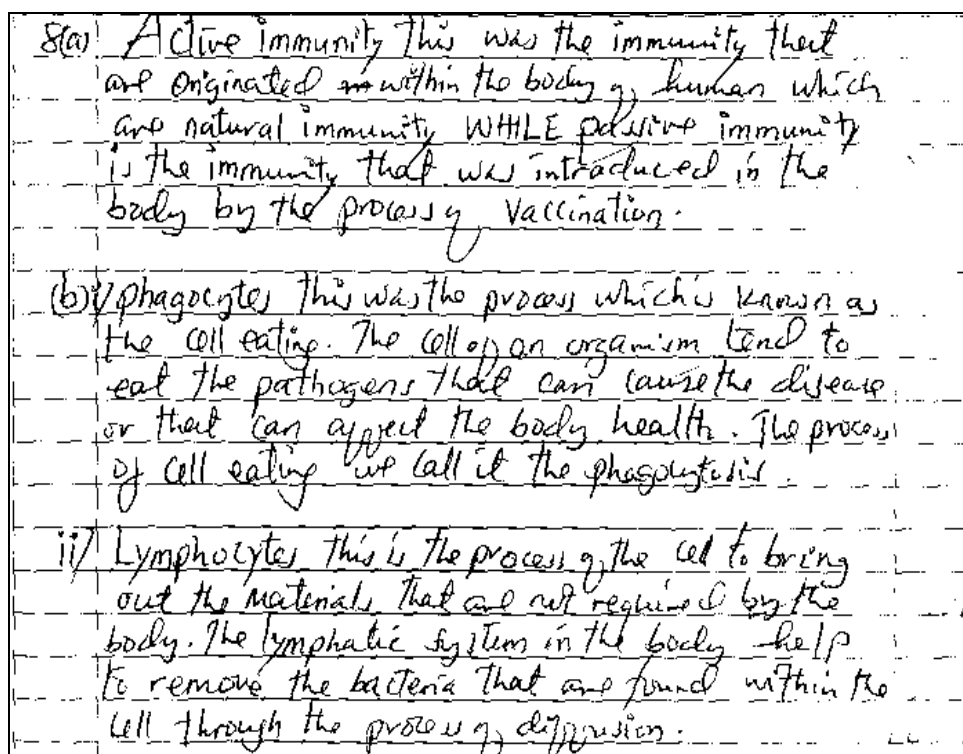 8(a) Active immunity this was the immunity that
are originated within the body of human which
are natural immunity WHILE passive immunity
is the immunity that was introduced in the
body by the process of Vaccination.
(b) i/ phagocytes this was the process which is known as
the cell eating. The cell of an organism tend to
eat the pathogens that can cause the disease
or that can affect the body health. The process
of cell eating we call it the phagocytosis.
ii/ Lymphocytes this is the process of the cell to bring
out the materials that are not required by the
body. The lymphatic system in the body help
to remove the bacteria that are found within the
cell through the process of diffusion.